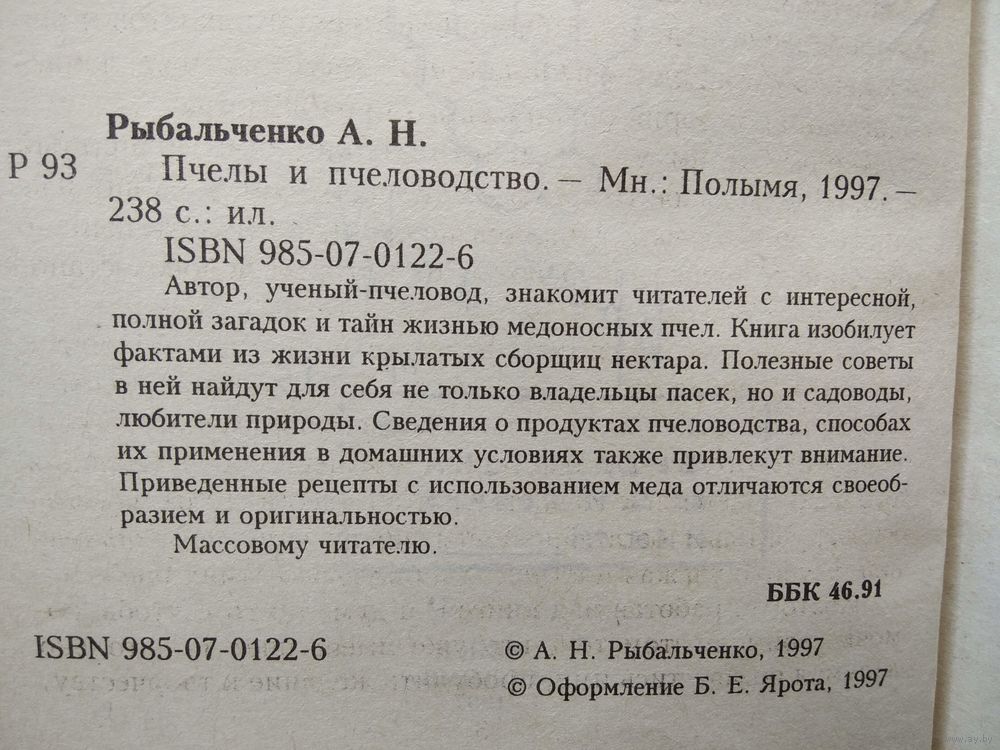 Рыбальченко А. Н.
Р 93 Пчелы и пчеловодство. — Мн.: Полымя, 1997. —
238 с.: ил.
ISBN 985-07-0122-6
Автор, ученый-пчеловод, знакомит читателей с интересной,
полной загадок и тайн жизнью медоносных пчел. Книга изобилует
фактами из жизни крылатых сборщиц нектара. Полезные советы
в ней найдут для себя не только владельцы пасек, но и садоводы,
любители природы. Сведения о продуктах пчеловодства, способах
их применения в домашних условиях также привлекут внимание.
Приведенные рецепты с использованием меда отличаются своеоб-
разием и оригинальностью.
Массовому читателю.
ББК 46.91
ISBN 985-07-0122-6
© А. Н. Рыбальченко, 1997
© Оформление Б. Е. Ярота, 1997
www.ay.by